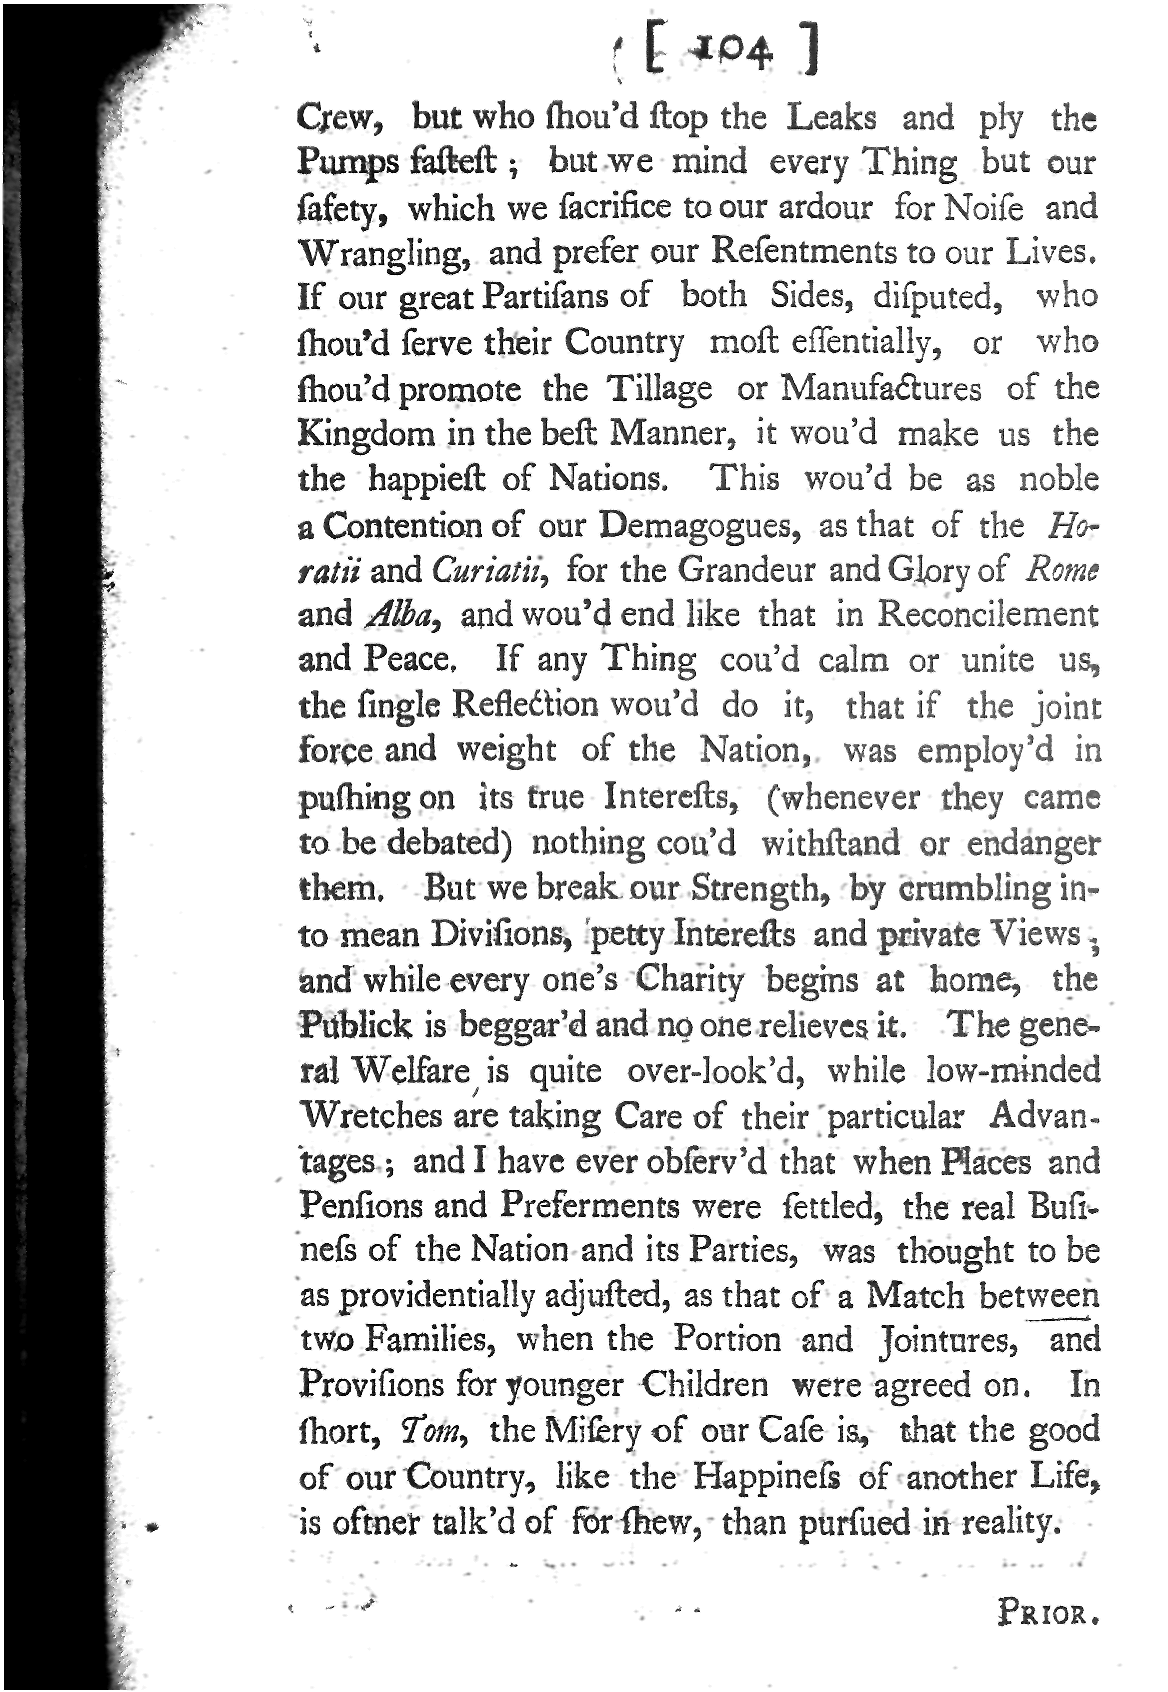 [ 104 ]
Crew, but who ſhou'd ſtop the Leaks and ply the
Pumps faſteſt ; but we mind every Thing but our
ſafety, which we ſacrifice to our ardour for Noiſe and
Wrangling, and prefer our Reſentments to our Lives.
If our great Partiſans of both Sides, diſputed, who
ſhou'd ſerve their Country moſt eſſentially, or who
ſhou'd promote the Tillage or Manufactures of the
Kingdom in the beſt Manner, it wou'd make us the
the happieſt of Nations. This wou'd be as noble
a Contention of our Demagogues, as that of the Ho-
ratii and Curiatii, for the Grandeur and Glory of Rome
and Alba, and wou'd end like that in Reconcilement
and Peace. If any Thing cou'd calm or unite us,
the ſingle Reflection wou'd do it, that if the joint
force and weight of the Nation, was employ'd in
puſhing on its true Intereſts, (whenever they came
to be debated) nothing cou'd withſtand or endanger
them. But we break our Strength, by crumbling in-
to mean Diviſions, petty Intereſts and private Views ;
and while every one's Charity begins at home, the
Publick is beggar'd and no one relieves it. The gene-
ral Welfare is quite over-look'd, while low-minded
Wretches are taking Care of their particular Advan-
tages ; and I have ever obſerv'd that when Places and
Penſions and Preferments were ſettled, the real Buſi-
neſs of the Nation and its Parties, was thought to be
as providentially adjuſted, as that of a Match between
two Families, when the Portion and Jointures, and
Proviſions for younger Children were agreed on. In
ſhort, Tom, the Miſery of our Caſe is, that the good
of our Country, like the Happineſs of another Life,
is oftner talk'd of for ſhew, than purſued in reality.
PRIOR.